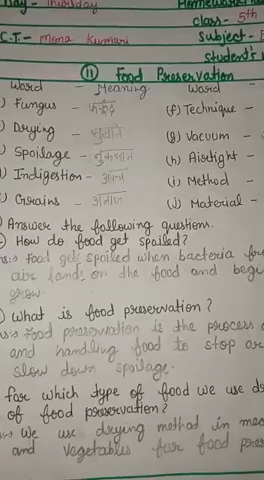 Day - Thursday Homework
class - 5th
C.T. - Mona Kumari Subject -
Student's
(11) Food Preservation
Word - Meaning Word -
Fungus - फफूंद (f) Technique -
Drying - सुखाने (g) Vacuum -
Spoilage - नुकसान (h) Airtight -
Indigestion - अपच (i) Method -
Grains - अनाज (j) Material -
Answer the following question.
How do food get spoiled?
Food gets spoiled when bacteria
air lands on the food and
grow.
What is food preservation?
Food preservation is the process
and handling food to stop or
slow down spoilage.
for which type of food we use
of food preservation?
We use drying method in
and vegetables for food